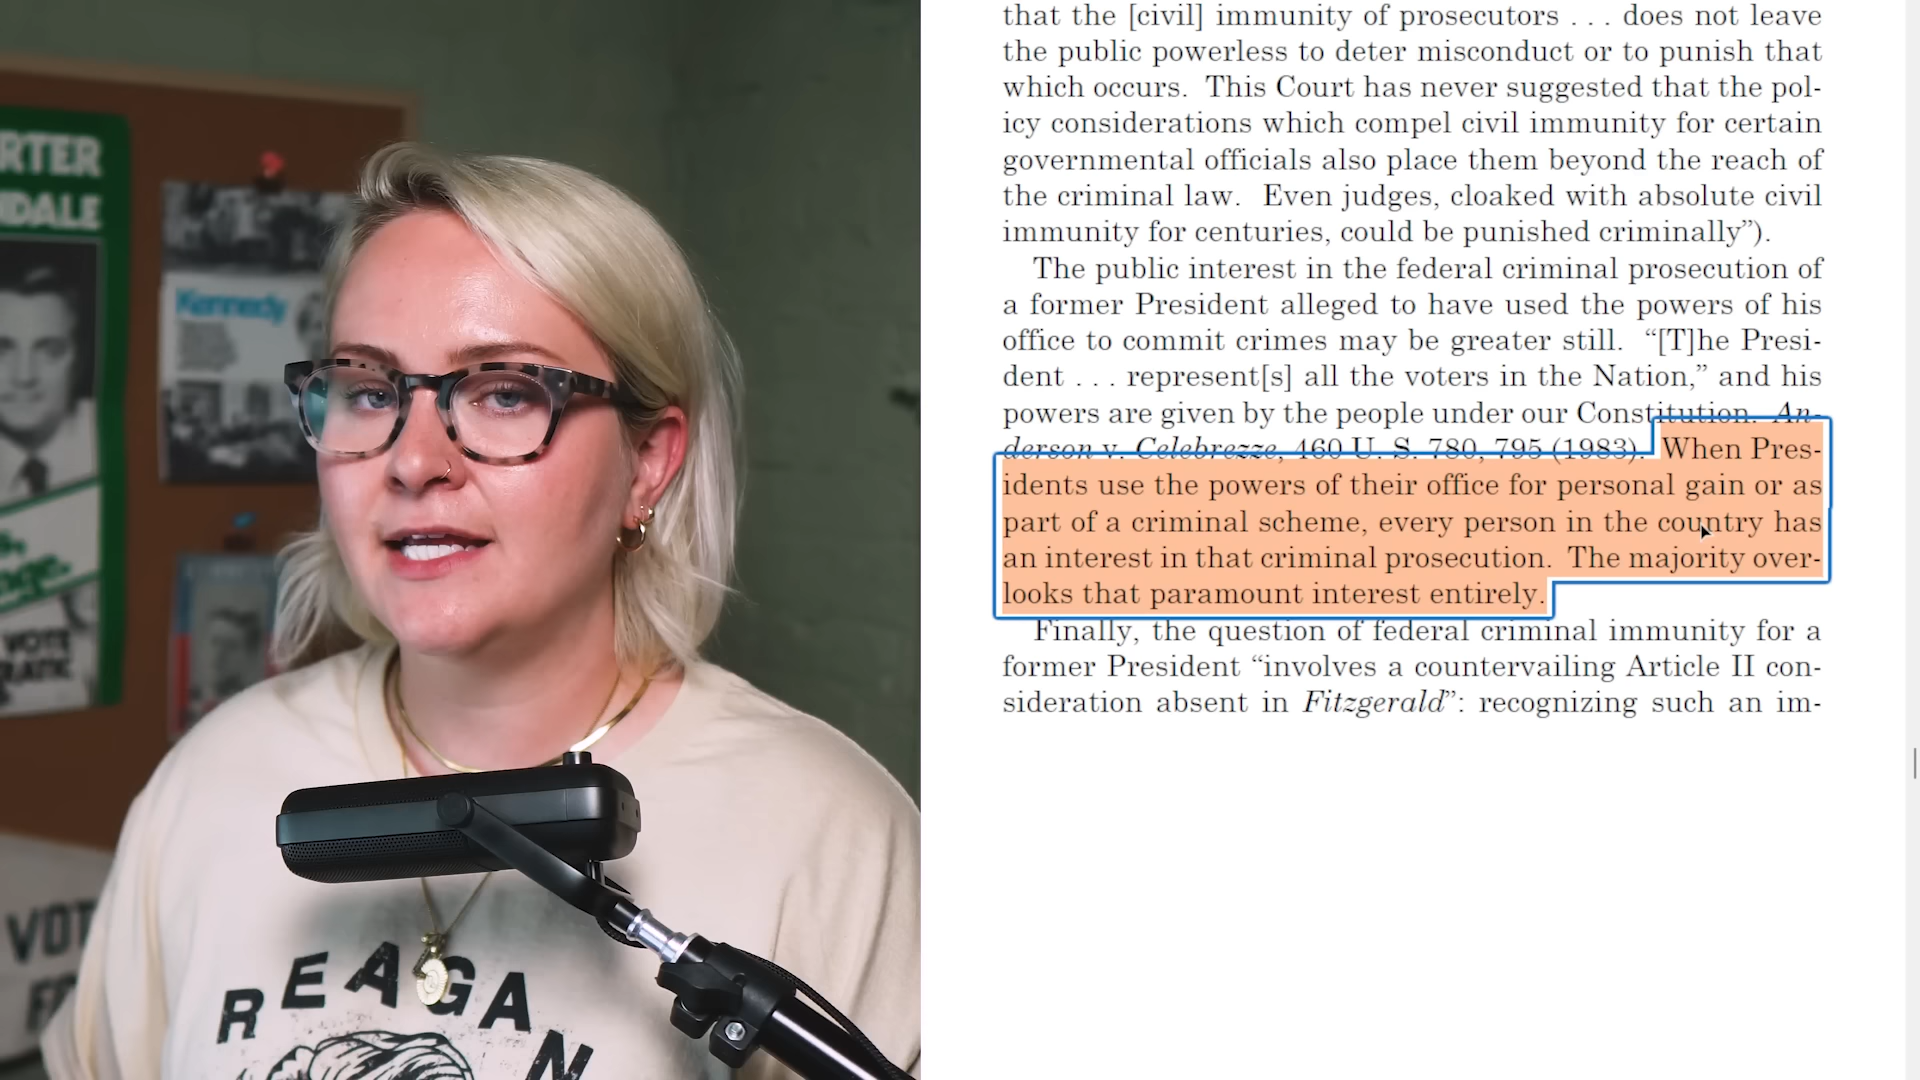 RTER
DALE
Kennedy
VOTE
RATIC
VOT
REAGAN
that the [civil] immunity of prosecutors . . . does not leave
the public powerless to deter misconduct or to punish that
which occurs. This Court has never suggested that the pol-
icy considerations which compel civil immunity for certain
governmental officials also place them beyond the reach of
the criminal law. Even judges, cloaked with absolute civil
immunity for centuries, could be punished criminally”).
The public interest in the federal criminal prosecution of
a former President alleged to have used the powers of his
office to commit crimes may be greater still. “[T]he Presi-
dent . . . represent[s] all the voters in the Nation,” and his
powers are given by the people under our Constitution. An-
derson v. Celebrezze, 460 U. S. 780, 795 (1983). When Pres-
idents use the powers of their office for personal gain or as
part of a criminal scheme, every person in the country has
an interest in that criminal prosecution. The majority over-
looks that paramount interest entirely.
Finally, the question of federal criminal immunity for a
former President “involves a countervailing Article II con-
sideration absent in Fitzgerald”: recognizing such an im-